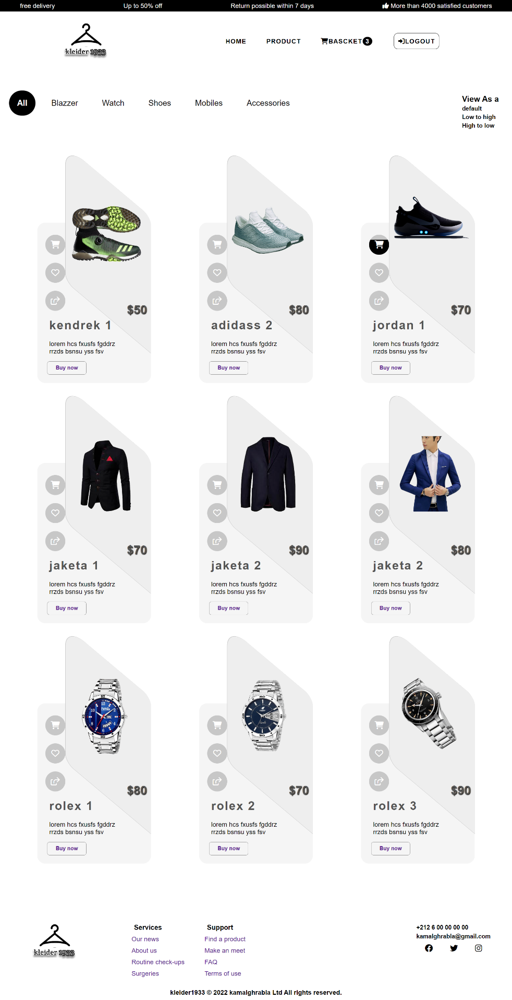 free delivery
Up to 50% off
Return possible within 7 days
More than 4000 satisfied customers
kleider 1933
HOME
PRODUCT
BASCKET 3
LOGOUT
All
Blazzer
Watch
Shoes
Mobiles
Accessories
View As a
default
Low to high
High to low
$50
kendrek 1
lorem hcs fxusfs fgddrz
rrzds bsnsu yss fsv
Buy now
$80
adidass 2
lorem hcs fxusfs fgddrz
rrzds bsnsu yss fsv
Buy now
$70
jordan 1
lorem hcs fxusfs fgddrz
rrzds bsnsu yss fsv
Buy now
$70
jaketa 1
lorem hcs fxusfs fgddrz
rrzds bsnsu yss fsv
Buy now
$90
jaketa 2
lorem hcs fxusfs fgddrz
rrzds bsnsu yss fsv
Buy now
$80
jaketa 2
lorem hcs fxusfs fgddrz
rrzds bsnsu yss fsv
Buy now
$80
rolex 1
lorem hcs fxusfs fgddrz
rrzds bsnsu yss fsv
Buy now
$70
rolex 2
lorem hcs fxusfs fgddrz
rrzds bsnsu yss fsv
Buy now
$90
rolex 3
lorem hcs fxusfs fgddrz
rrzds bsnsu yss fsv
Buy now
kleider 1933
Services
Our news
About us
Routine check-ups
Surgeries
Support
Find a product
Make an meet
FAQ
Terms of use
+212 6 00 00 00 00
kamalghrabla@gmail.com
kleider1933 © 2022 kamalghrabla Ltd All rights reserved.